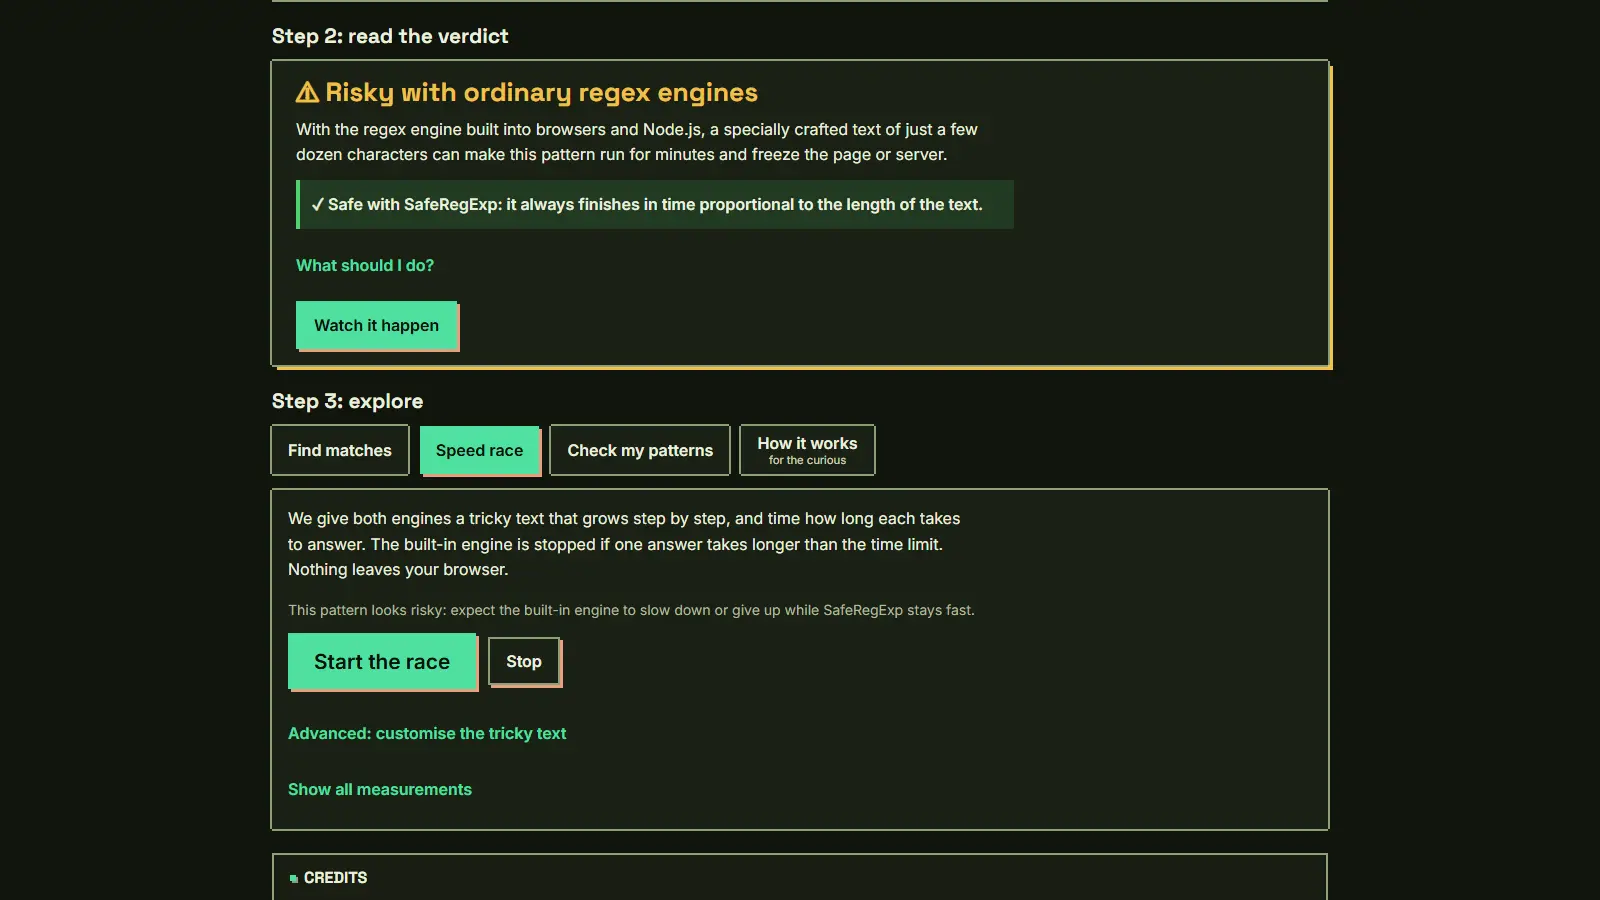 Step 2: read the verdict
⚠ Risky with ordinary regex engines
With the regex engine built into browsers and Node.js, a specially crafted text of just a few
dozen characters can make this pattern run for minutes and freeze the page or server.
✓ Safe with SafeRegExp: it always finishes in time proportional to the length of the text.
What should I do?
Watch it happen
Step 3: explore
Find matches
Speed race
Check my patterns
How it works
for the curious
We give both engines a tricky text that grows step by step, and time how long each takes
to answer. The built-in engine is stopped if one answer takes longer than the time limit.
Nothing leaves your browser.
This pattern looks risky: expect the built-in engine to slow down or give up while SafeRegExp stays fast.
Start the race
Stop
Advanced: customise the tricky text
Show all measurements
CREDITS